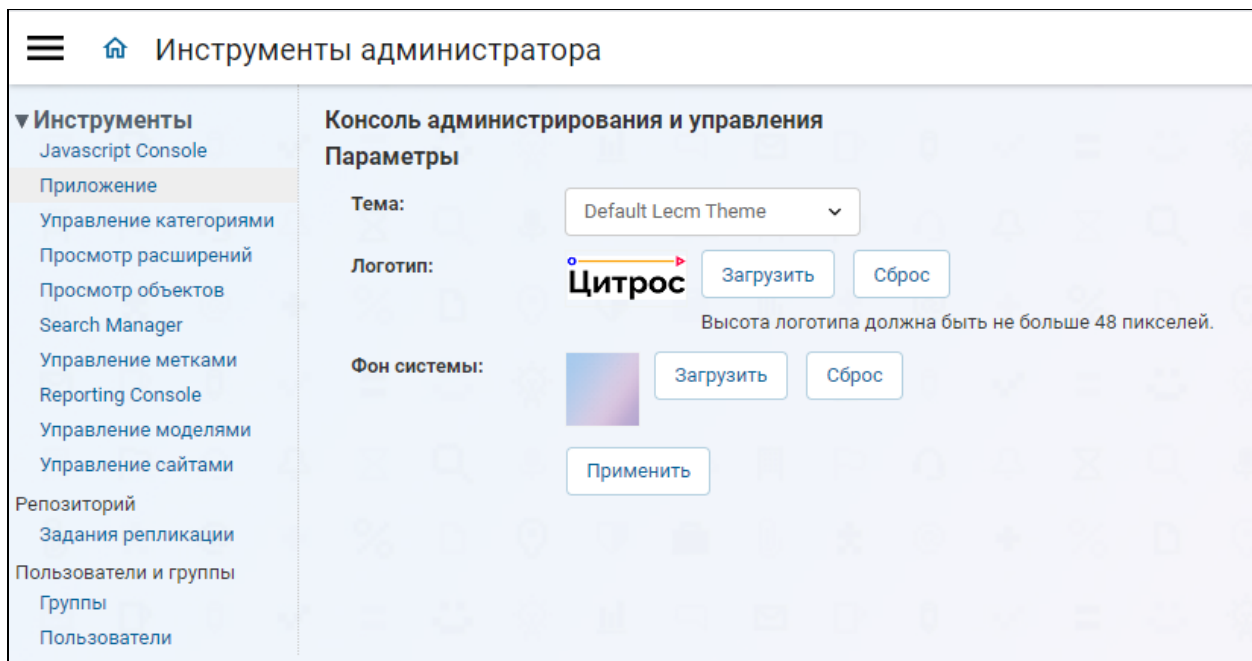 Инструменты администратора
▼ Инструменты
Javascript Console
Приложение
Управление категориями
Просмотр расширений
Просмотр объектов
Search Manager
Управление метками
Reporting Console
Управление моделями
Управление сайтами
Репозиторий
Задания репликации
Пользователи и группы
Группы
Пользователи
Консоль администрирования и управления
Параметры
Тема: Default Lecm Theme
Логотип: Цитрос Загрузить Сброс
Высота логотипа должна быть не больше 48 пикселей.
Фон системы: Загрузить Сброс
Применить